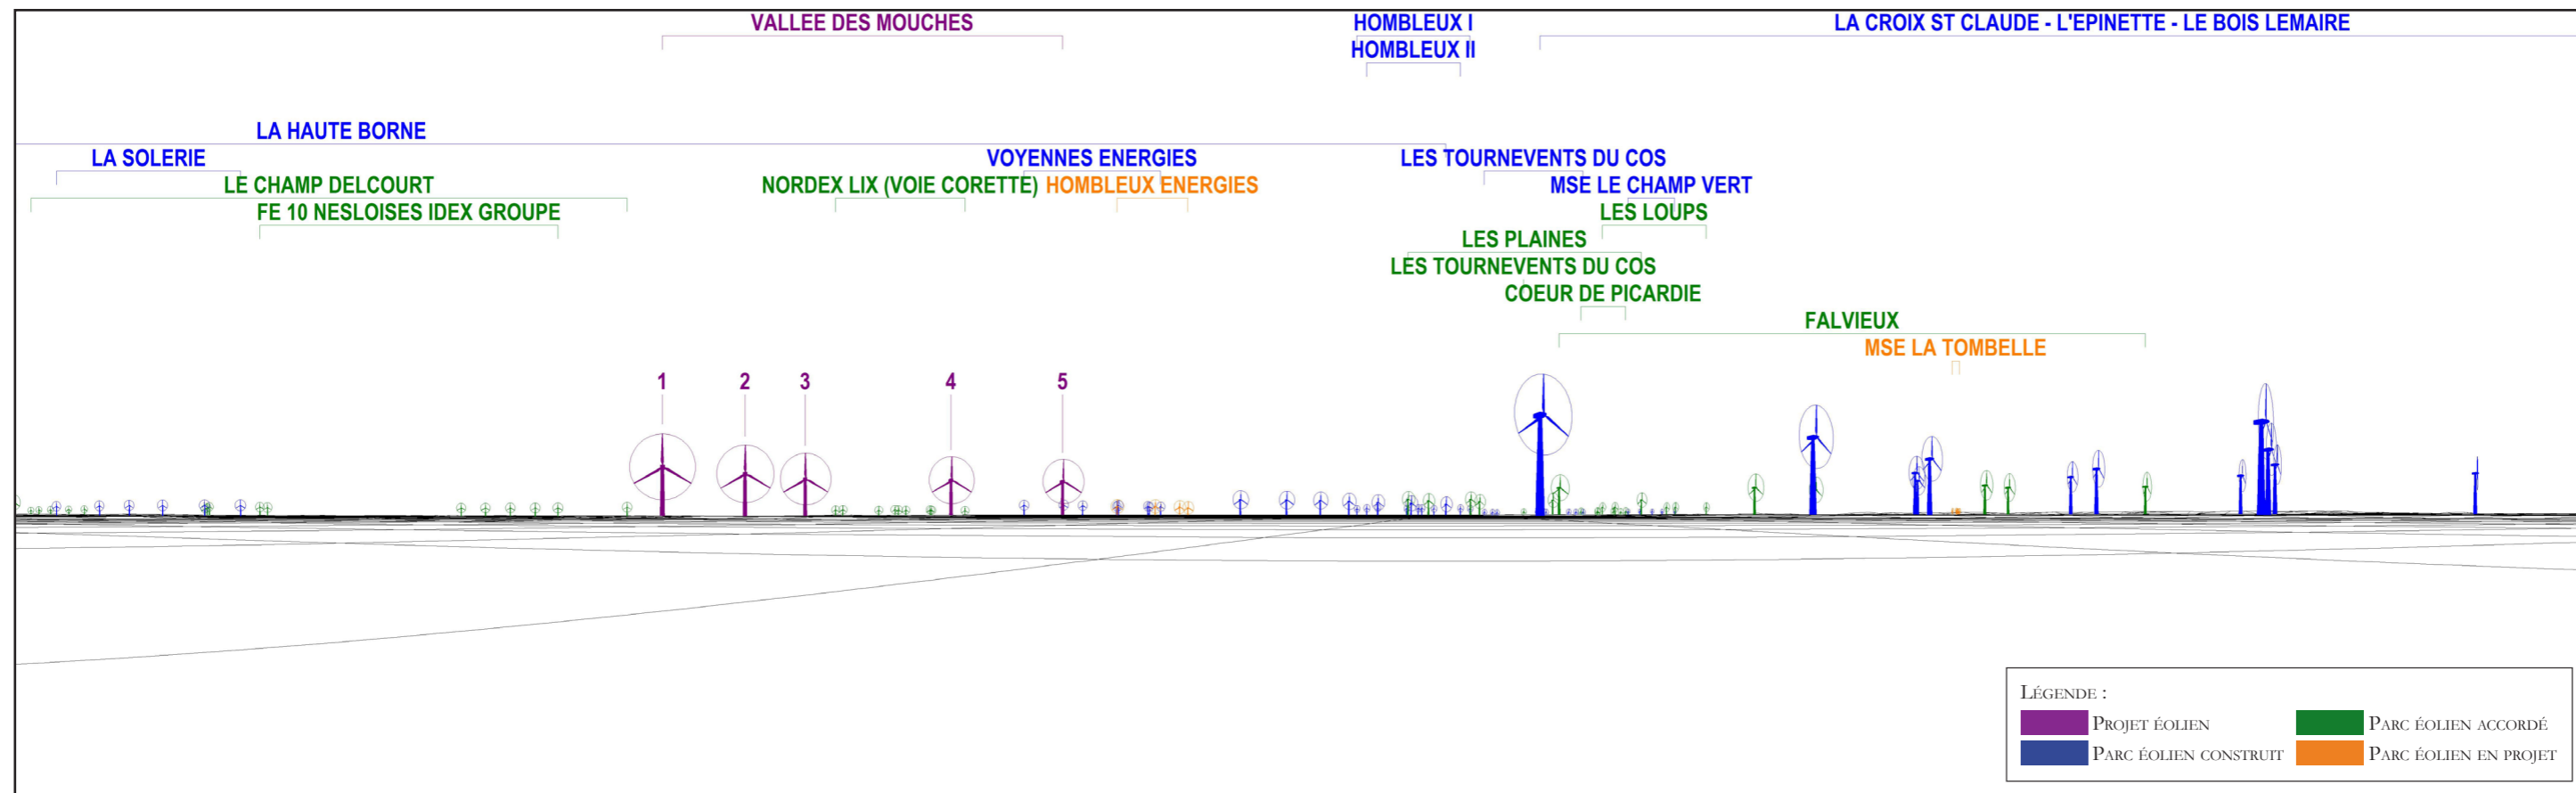 VALLEE DES MOUCHES
HOMBLEUX I
LA CROIX ST CLAUDE - L'EPINETTE - LE BOIS LEMAIRE
HOMBLEUX II
LA HAUTE BORNE
LA SOLERIE
VOYENNES ENERGIES
LES TOURNEVENTS DU COS
LE CHAMP DELCOURT
NORDEX LIX (VOIE CORETTE)
HOMBLEUX ENERGIES
MSE LE CHAMP VERT
FE 10 NESLOISES IDEX GROUPE
LES LOUPS
LES PLAINES
LES TOURNEVENTS DU COS
COEUR DE PICARDIE
FALVIEUX
MSE LA TOMBELLE
1
2
3
4
5
LÉGENDE :
PROJET ÉOLIEN
PARC ÉOLIEN ACCORDÉ
PARC ÉOLIEN CONSTRUIT
PARC ÉOLIEN EN PROJET